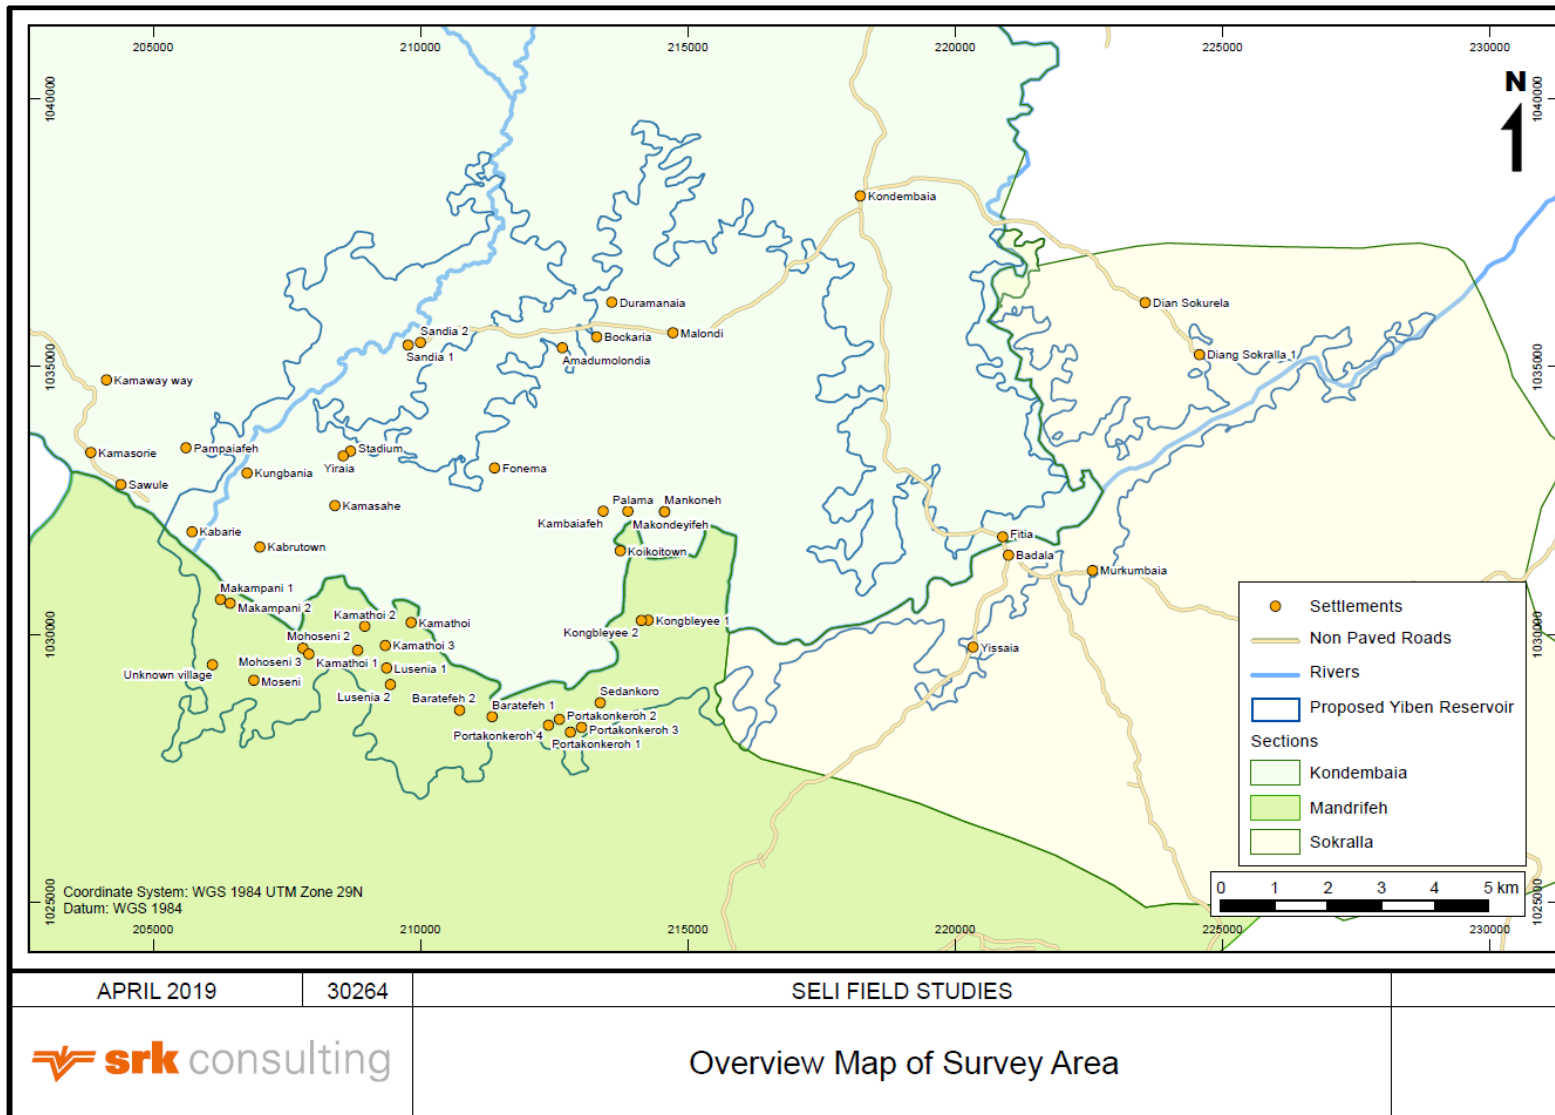 205000
210000
215000
220000
225000
230000
1040000
1040000
N
Kondembaia
Duramanaia
Dian Sokurela
Sandia 2
Bockaria
Malondi
Sandia 1
Amadumolondia
Diang Sokralla 1
1035000
1035000
Kamaway way
Kamasorie
Pampaiafeh
Stadium
Yiraia
Kungbania
Fonema
Sawule
Kamasahe
Palama
Mankoneh
Kambaiafeh
Makondeyifeh
Kabarie
Kabrutown
Koikoitown
Fitia
Badala
Murkumbaia
Makampani 1
Makampani 2
Kamathoi 2
Kamathoi
Kongbleyee 1
Kongbleyee 2
1030000
1030000
Mohoseni 2
Kamathoi 3
Mohoseni 3
Kamathoi 1
Lusenia 1
Yissaia
Unknown village
Moseni
Lusenia 2
Baratefeh 2
Baratefeh 1
Sedankoro
Portakonkeroh 2
Portakonkeroh 4
Portakonkeroh 3
Portakonkeroh 1
Settlements
Non Paved Roads
Rivers
Proposed Yiben Reservoir
Sections
Kondembaia
Mandrifeh
Sokralla
0 1 2 3 4 5 km
Coordinate System: WGS 1984 UTM Zone 29N
Datum: WGS 1984
1025000
1025000
205000
210000
215000
220000
225000
230000
APRIL 2019
30264
SELI FIELD STUDIES
srk consulting
Overview Map of Survey Area